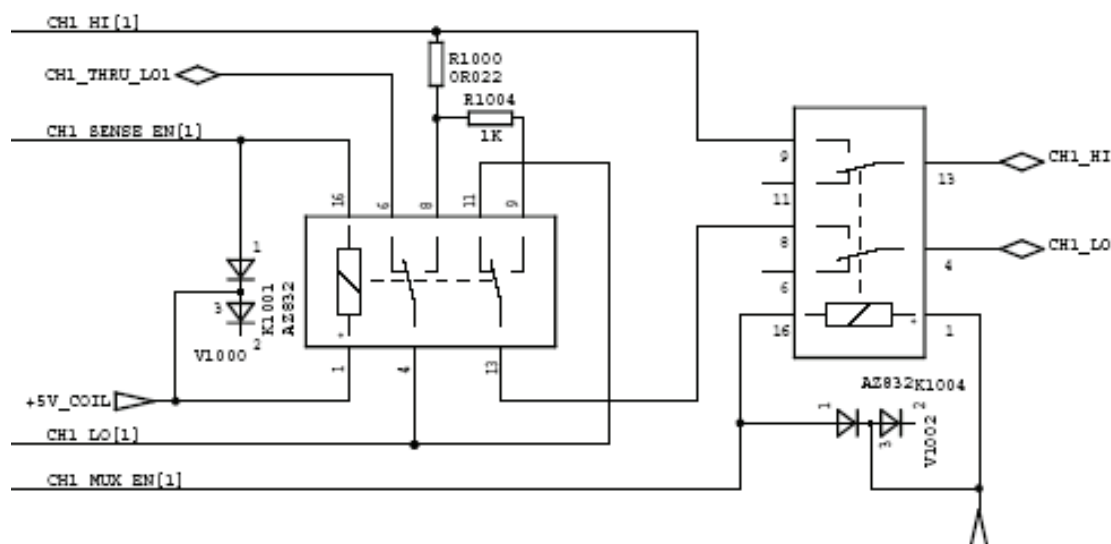 CH1 HI[1]
CH1_THRU_LO1
R1000
0R022
R1004
1K
CH1 SENSE EN[1]
16
6
8
11
9
9
11
8
6
16
13
CH1_HI
4
CH1_LO
1
1
3
2
V1000
K1001
AZ832
1
4
13
+5V_COIL
CH1 LO[1]
CH1 MUX EN[1]
AZ832K1004
1
2
3
V1002
+
+